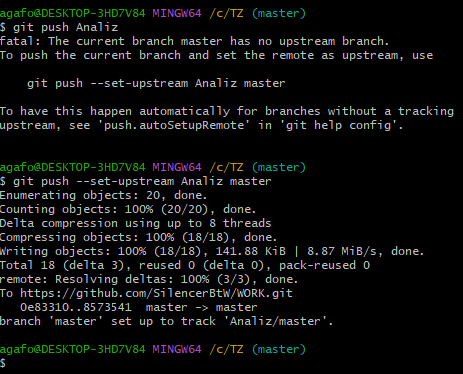 agafo@DESKTOP-3HD7V84 MINGW64 /c/TZ (master)
$ git push Analiz
fatal: The current branch master has no upstream branch.
To push the current branch and set the remote as upstream, use
git push --set-upstream Analiz master
To have this happen automatically for branches without a tracking
upstream, see 'push.autoSetupRemote' in 'git help config'.
agafo@DESKTOP-3HD7V84 MINGW64 /c/TZ (master)
$ git push --set-upstream Analiz master
Enumerating objects: 20, done.
Counting objects: 100% (20/20), done.
Delta compression using up to 8 threads
Compressing objects: 100% (18/18), done.
Writing objects: 100% (18/18), 141.88 KiB | 8.87 MiB/s, done.
Total 18 (delta 3), reused 0 (delta 0), pack-reused 0
remote: Resolving deltas: 100% (3/3), done.
To https://github.com/SilencerBtW/WORK.git
0e83310..8573541  master -> master
branch 'master' set up to track 'Analiz/master'.
agafo@DESKTOP-3HD7V84 MINGW64 /c/TZ (master)
$